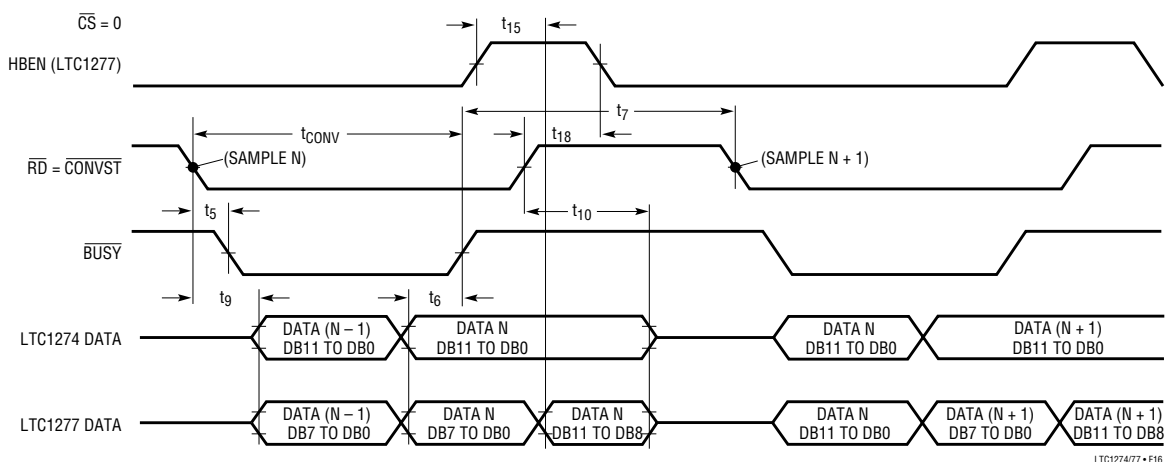 CS = 0
t15
HBEN (LTC1277)
t7
tCONV
t18
(SAMPLE N)
(SAMPLE N + 1)
RD = CONVST
t5
t10
BUSY
t9
t6
LTC1274 DATA
DATA (N – 1)
DB11 TO DB0
DATA N
DB11 TO DB0
DATA N
DB11 TO DB0
DATA (N + 1)
DB11 TO DB0
LTC1277 DATA
DATA (N – 1)
DB7 TO DB0
DATA N
DB7 TO DB0
DATA N
DB11 TO DB8
DATA N
DB11 TO DB0
DATA (N + 1)
DB7 TO DB0
DATA (N + 1)
DB11 TO DB8
LTC1274/77 • F16